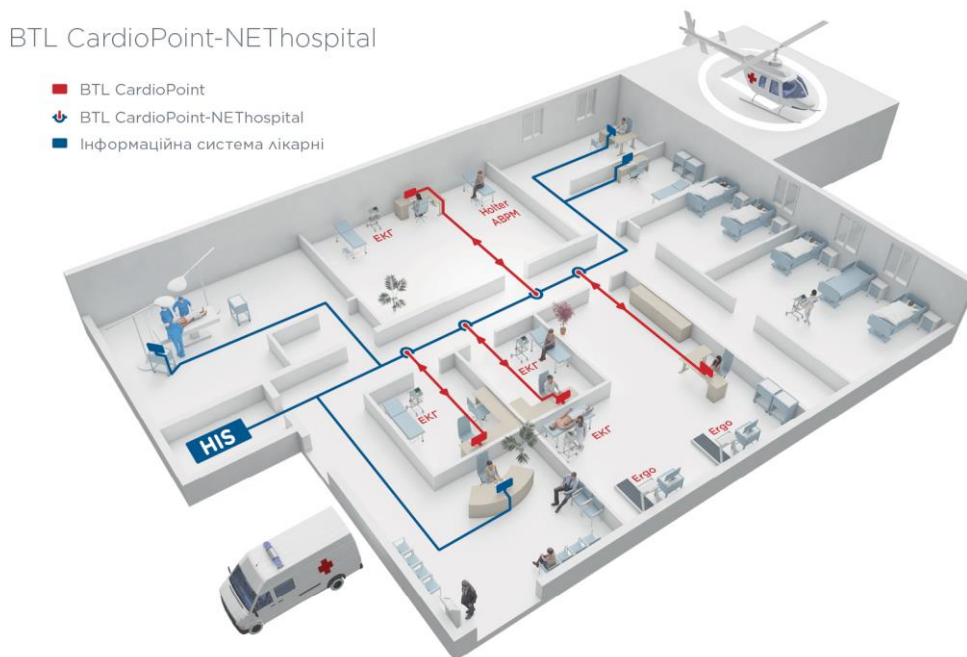 BTL CardioPoint-NEThospital
BTL CardioPoint
BTL CardioPoint-NEThospital
Інформаційна система лікарні
ЕКГ
Holter
ABPM
ЕКГ
ЕКГ
ЕКГ
Ergo
Ergo
HIS